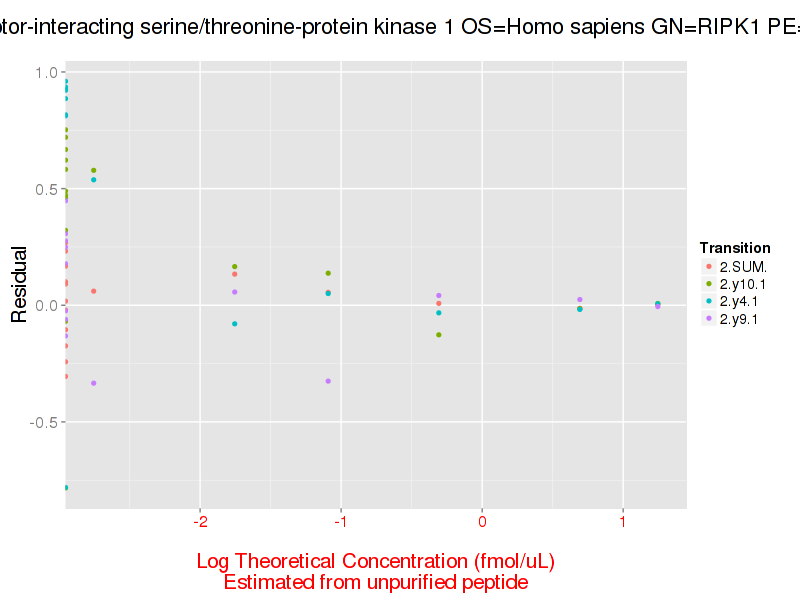 tor-interacting serine/threonine-protein kinase 1 OS=Homo sapiens GN=RIPK1 PE=
1.0
0.5
0.0
-0.5
Residual
-2 -1 0 1
Log Theoretical Concentration (fmol/uL)
Estimated from unpurified peptide
Transition
2.SUM.
2.y10.1
2.y4.1
2.y9.1